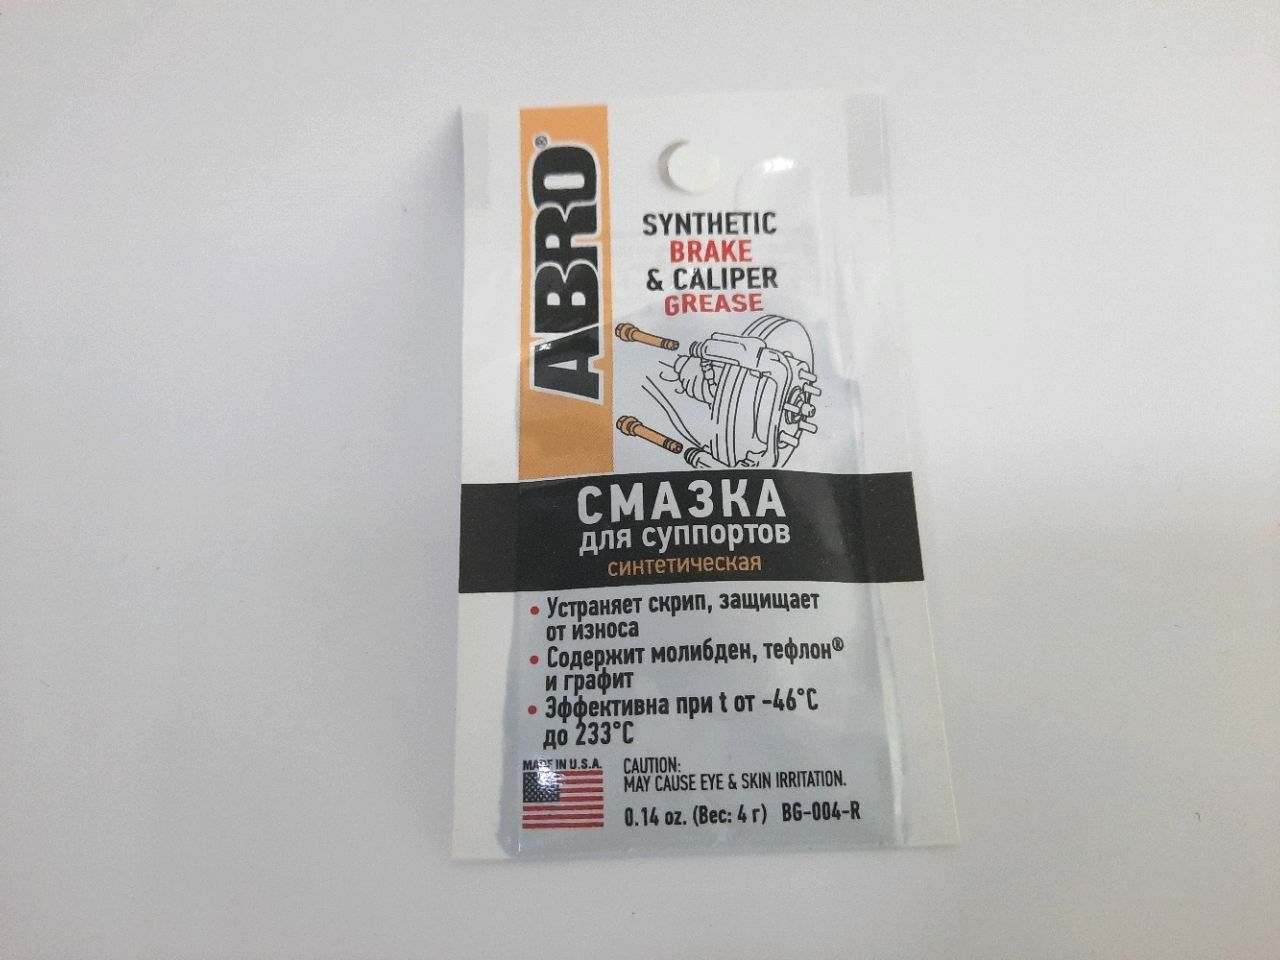 ABRO®
SYNTHETIC
BRAKE
& CALIPER
GREASE
СМАЗКА
для суппортов
синтетическая
• Устраняет скрип, защищает
от износа
• Содержит молибден, тефлон®
и графит
• Эффективна при t от -46°C
до 233°C
MADE IN U.S.A.
CAUTION:
MAY CAUSE EYE & SKIN IRRITATION.
0.14 oz. (Вес: 4 г) BG-004-R